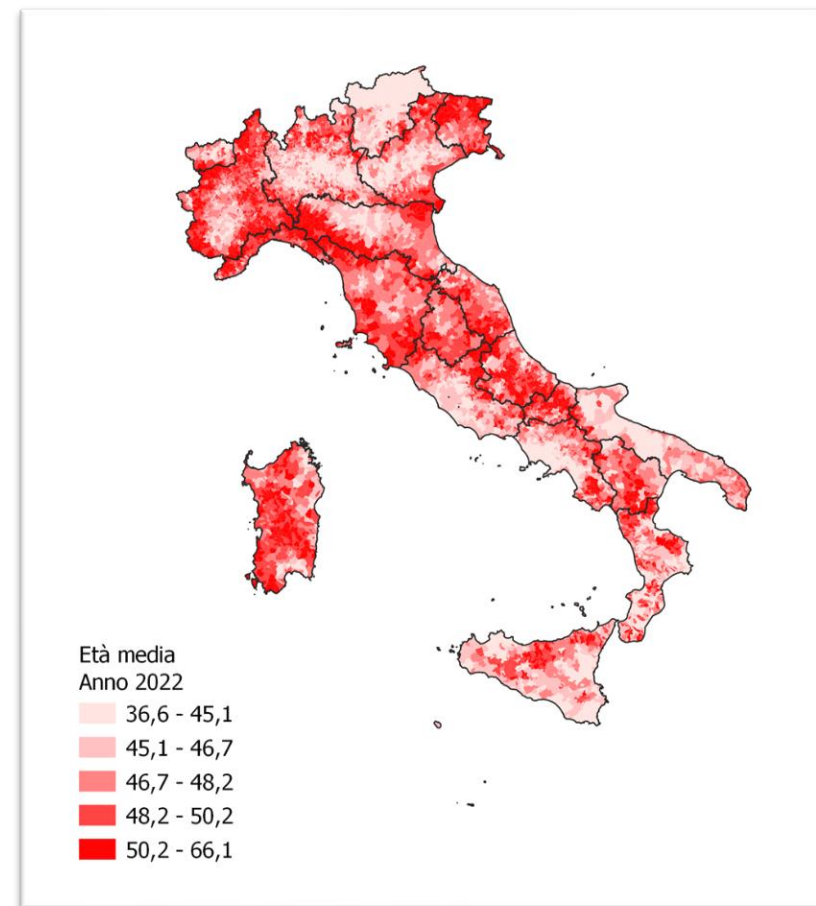 Età media
Anno 2022
36,6 - 45,1
45,1 - 46,7
46,7 - 48,2
48,2 - 50,2
50,2 - 66,1